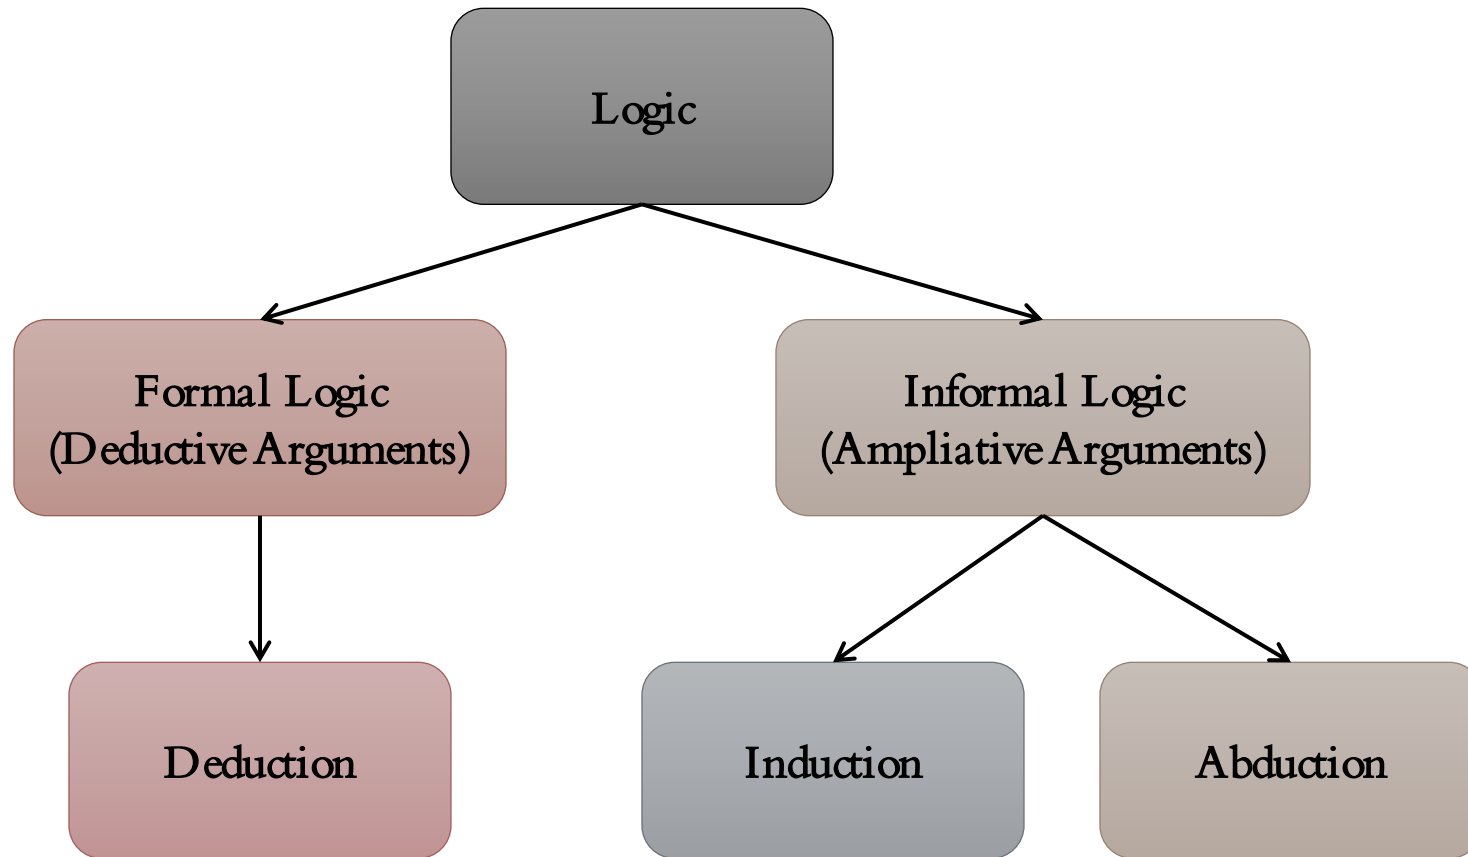 Logic
Formal Logic
(Deductive Arguments)
Informal Logic
(Ampliative Arguments)
Deduction
Induction
Abduction